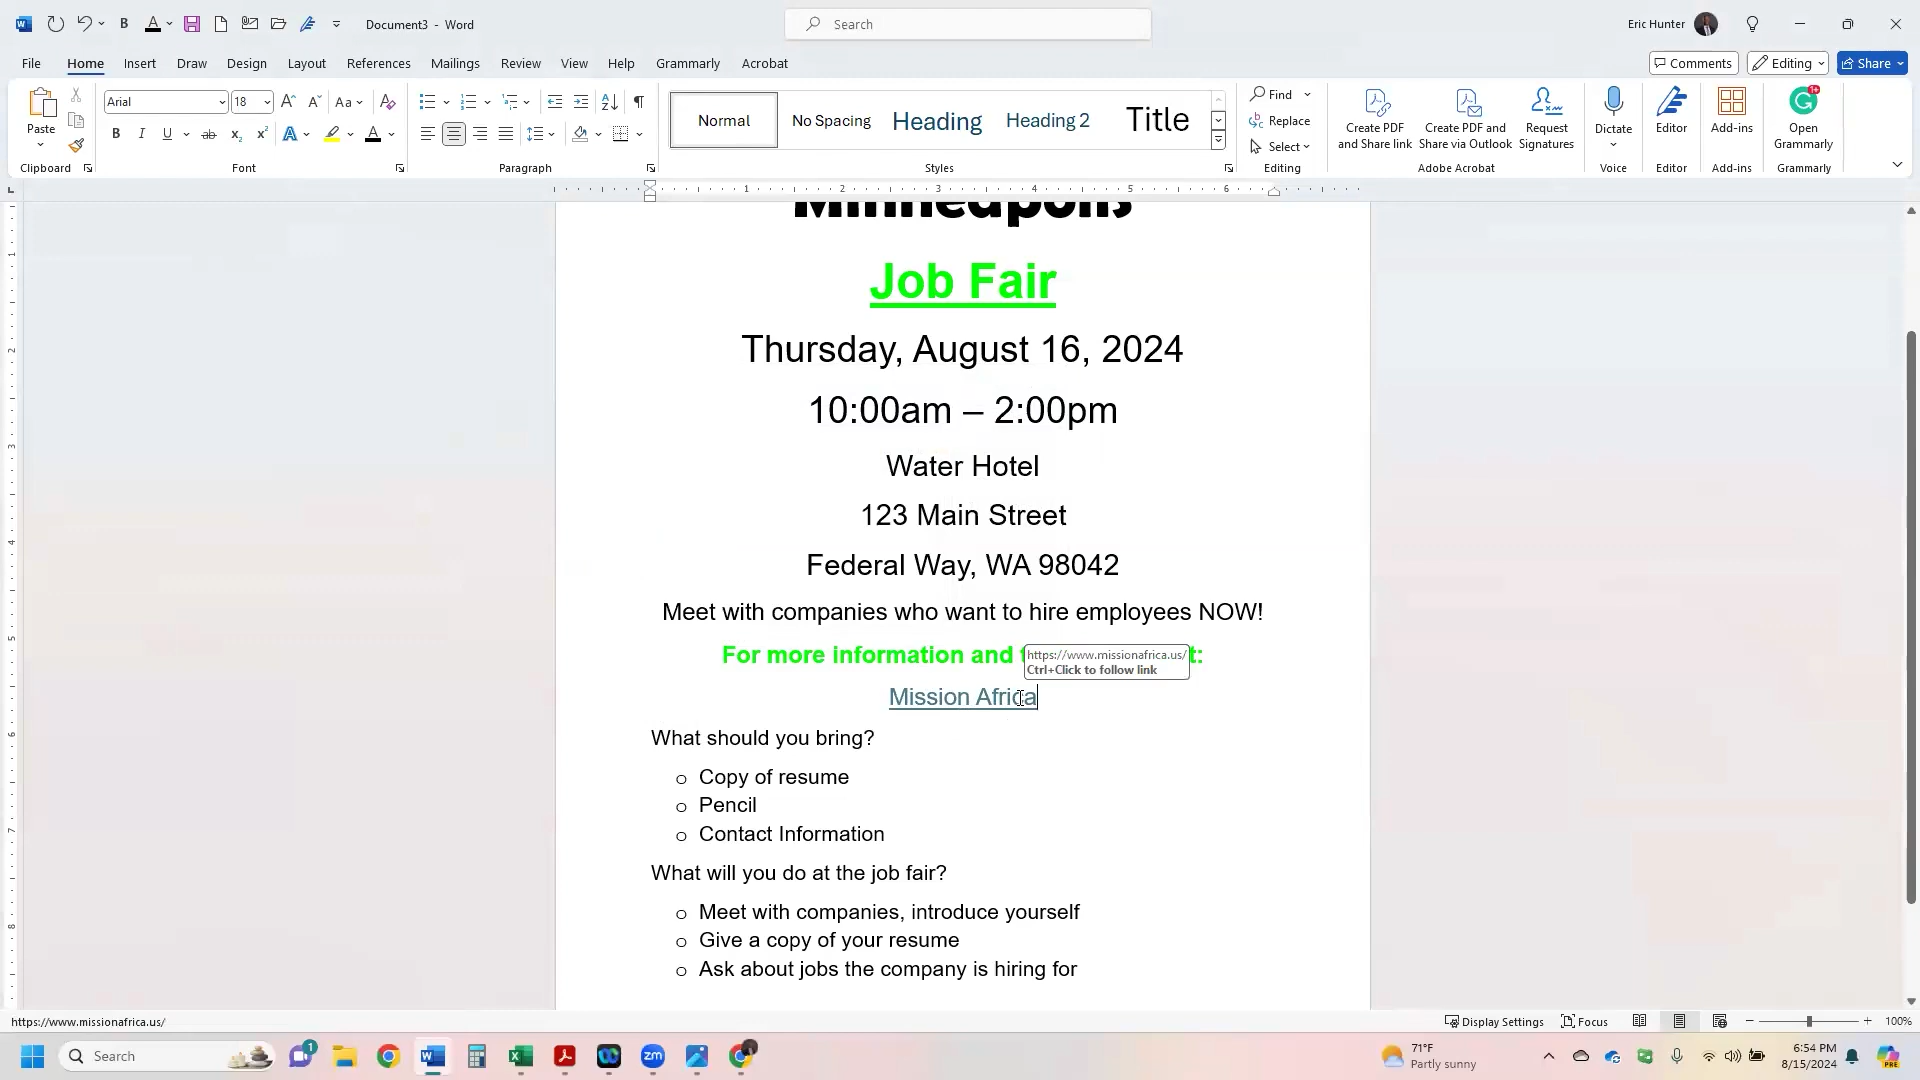 Document3 - Word
Search
Eric Hunter
File Home Insert Draw Design Layout References Mailings Review View Help Grammarly Acrobat
Comments Editing Share
Paste
Arial 18
Normal
No Spacing
Heading
Heading 2
Title
Find
Replace
Select
Create PDF and Share link
Create PDF and Share via Outlook
Request Signatures
Dictate
Editor
Add-ins
Open Grammarly
Clipboard Font Paragraph Styles Editing Adobe Acrobat Voice Editor Add-ins Grammarly
1 2 3 4 5 6
Minneapolis
Job Fair
Thursday, August 16, 2024
10:00am – 2:00pm
Water Hotel
123 Main Street
Federal Way, WA 98042
Meet with companies who want to hire employees NOW!
For more information and t:
https://www.missionafrica.us/
Ctrl+Click to follow link
Mission Africa
What should you bring?
o Copy of resume
o Pencil
o Contact Information
What will you do at the job fair?
o Meet with companies, introduce yourself
o Give a copy of your resume
o Ask about jobs the company is hiring for
https://www.missionafrica.us/
Display Settings Focus 100%
Search
71°F
Partly sunny
6:54 PM
8/15/2024